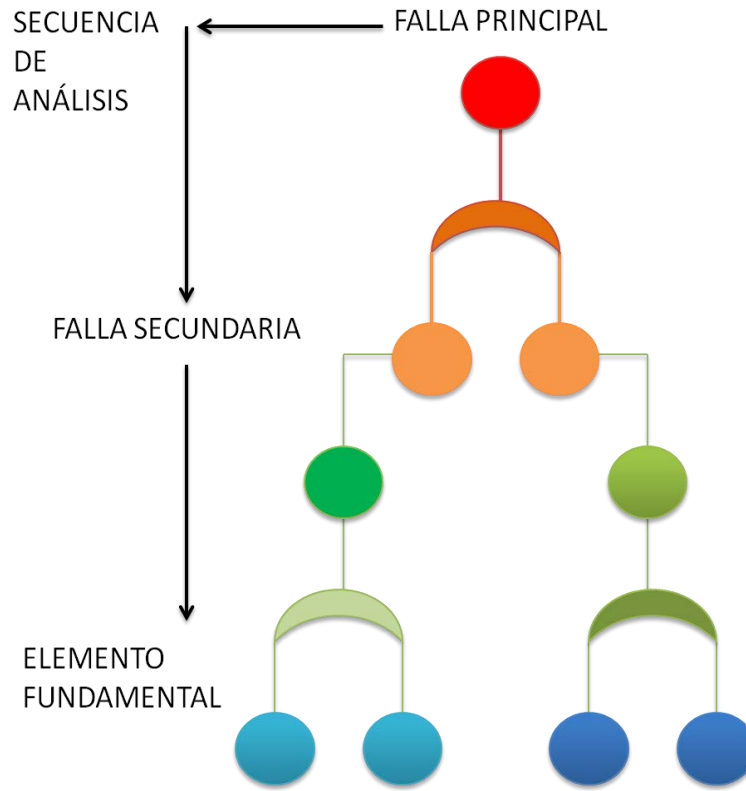 SECUENCIA
DE
ANÁLISIS
FALLA PRINCIPAL
FALLA SECUNDARIA
ELEMENTO
FUNDAMENTAL